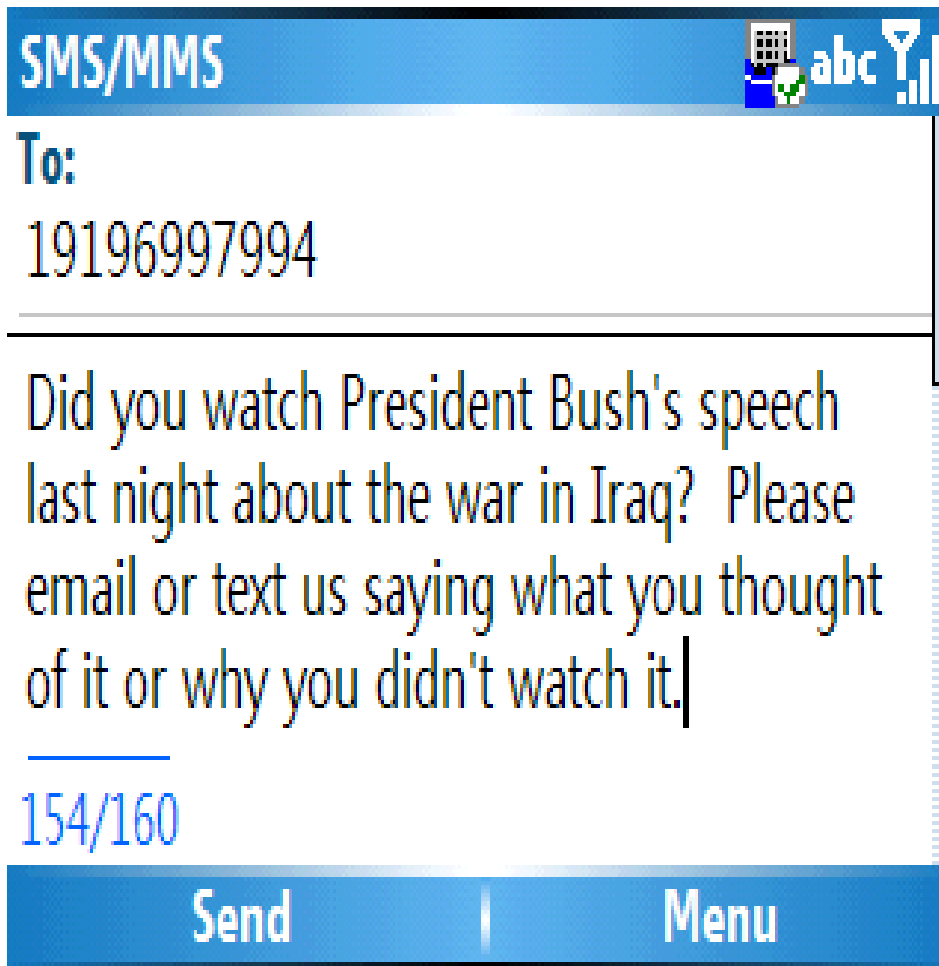 SMS/MMS abc
To:
19196997994
Did you watch President Bush's speech
last night about the war in Iraq?  Please
email or text us saying what you thought
of it or why you didn't watch it.
154/160
Send Menu